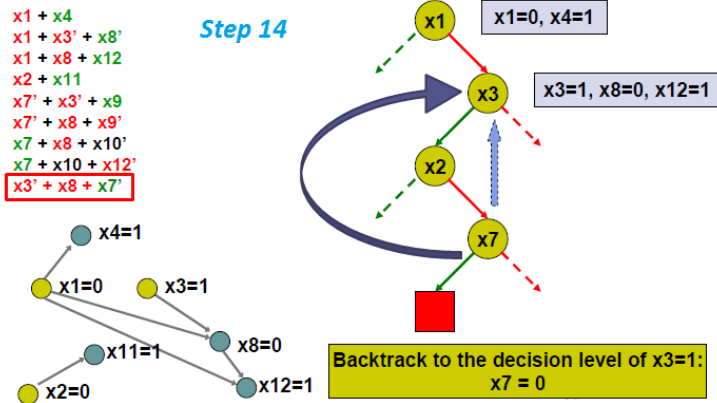 x1 + x4
x1 + x3' + x8'
x1 + x8 + x12
x2 + x11
x7' + x3' + x9
x7' + x8 + x9'
x7 + x8 + x10'
x7 + x10 + x12'
x3' + x8 + x7'
Step 14
x1
x1=0, x4=1
x3
x3=1, x8=0, x12=1
x2
x7
x4=1
x1=0
x3=1
x8=0
x11=1
x12=1
x2=0
Backtrack to the decision level of x3=1:
x7 = 0